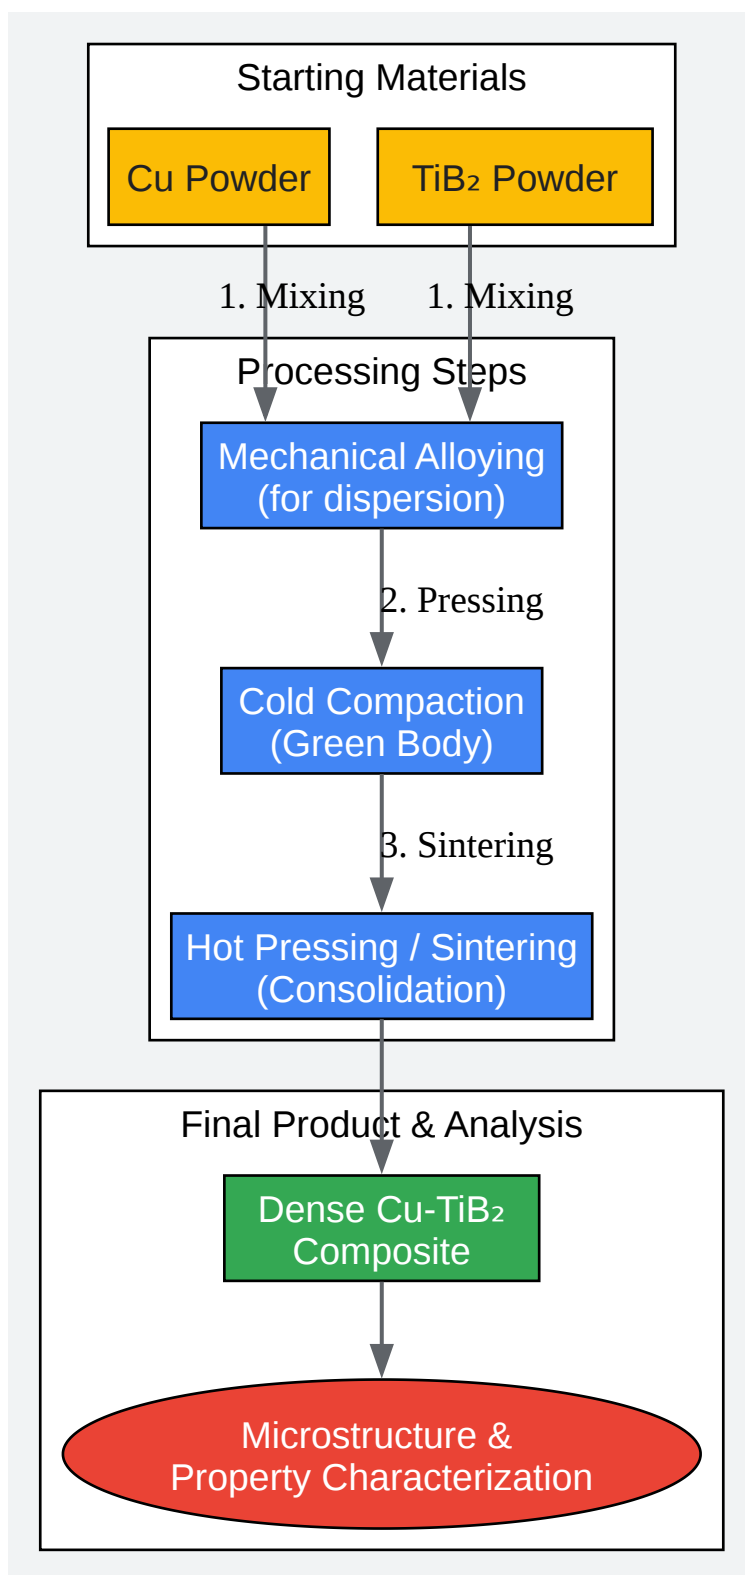 Starting Materials
Cu Powder
TiB₂ Powder
1. Mixing
1. Mixing
Processing Steps
Mechanical Alloying
(for dispersion)
2. Pressing
Cold Compaction
(Green Body)
3. Sintering
Hot Pressing / Sintering
(Consolidation)
Final Product & Analysis
Dense Cu-TiB₂
Composite
Microstructure &
Property Characterization